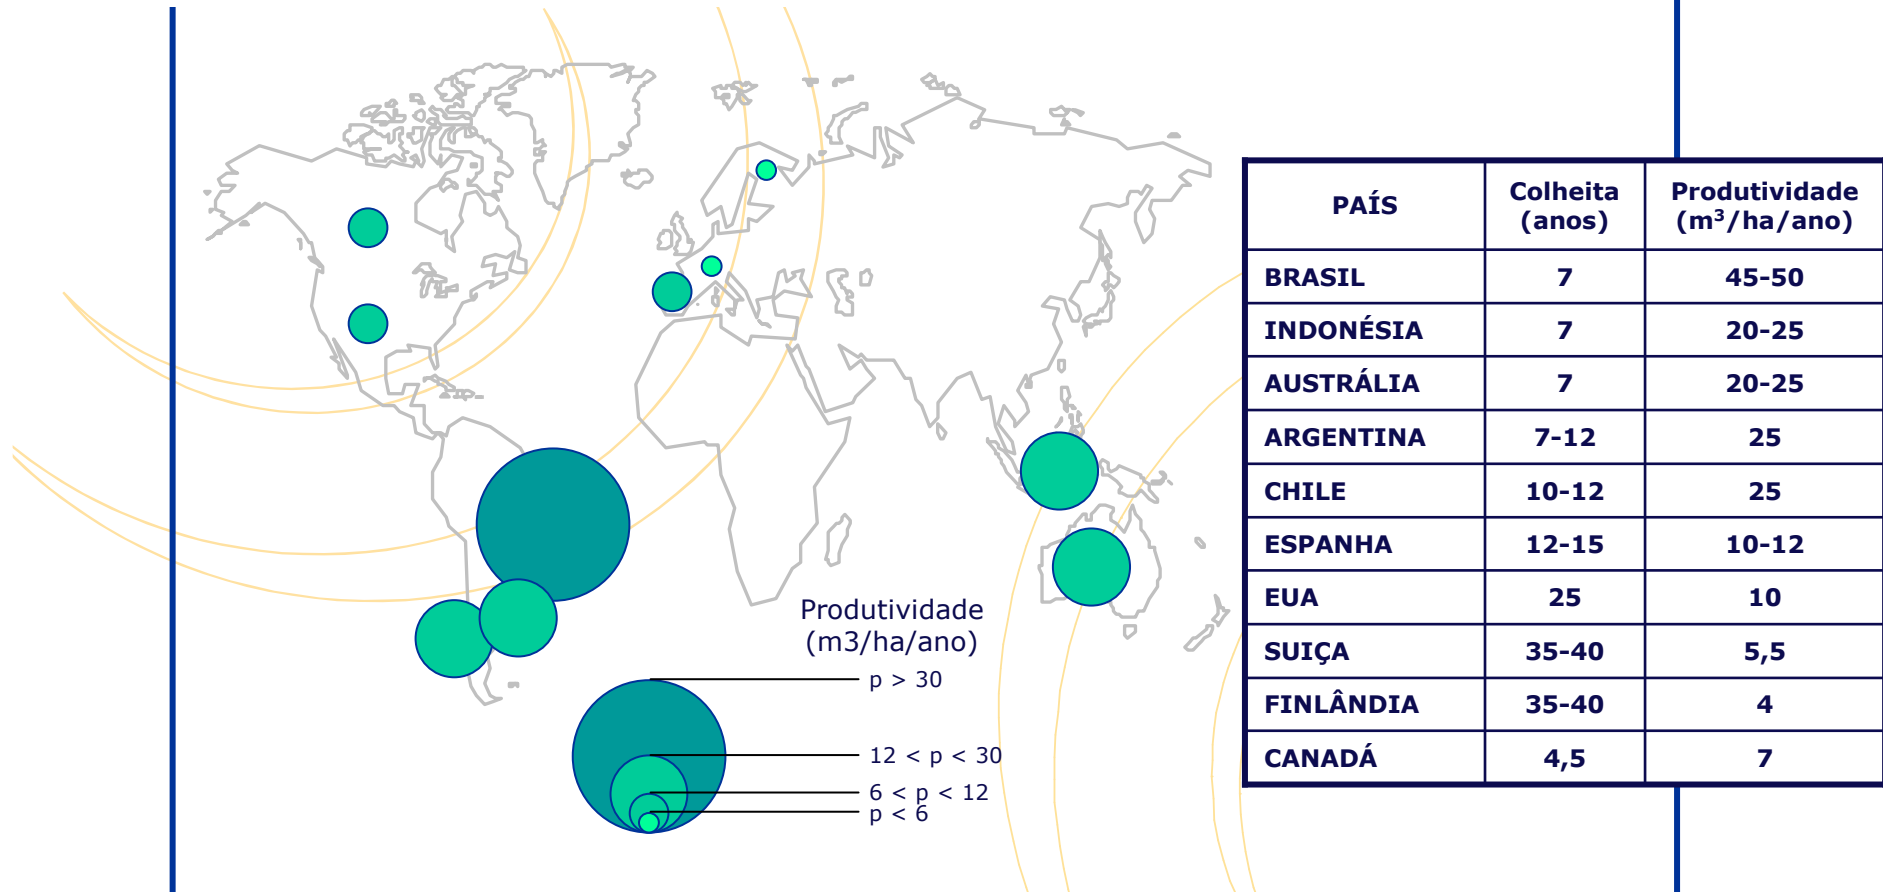 Produtividade
(m3/ha/ano)
p > 30
12 < p < 30
6 < p < 12
p < 6
PAÍS Colheita (anos) Produtividade (m³/ha/ano)
BRASIL 7 45-50
INDONÉSIA 7 20-25
AUSTRÁLIA 7 20-25
ARGENTINA 7-12 25
CHILE 10-12 25
ESPANHA 12-15 10-12
EUA 25 10
SUIÇA 35-40 5,5
FINLÂNDIA 35-40 4
CANADÁ 4,5 7